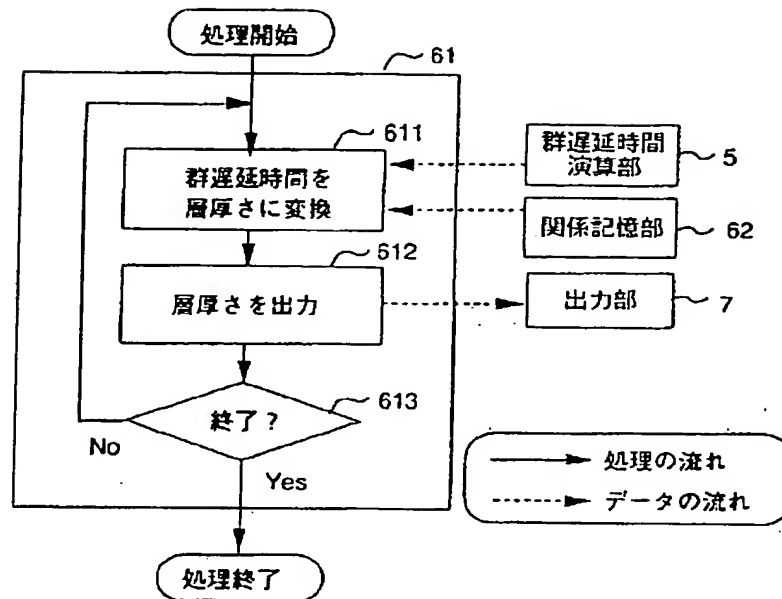 処理開始
61
611
群遅延時間を
層厚さに変換
群遅延時間
演算部
5
関係記憶部
62
612
層厚さを出力
出力部
7
613
終了?
No
Yes
処理の流れ
データの流れ
処理終了